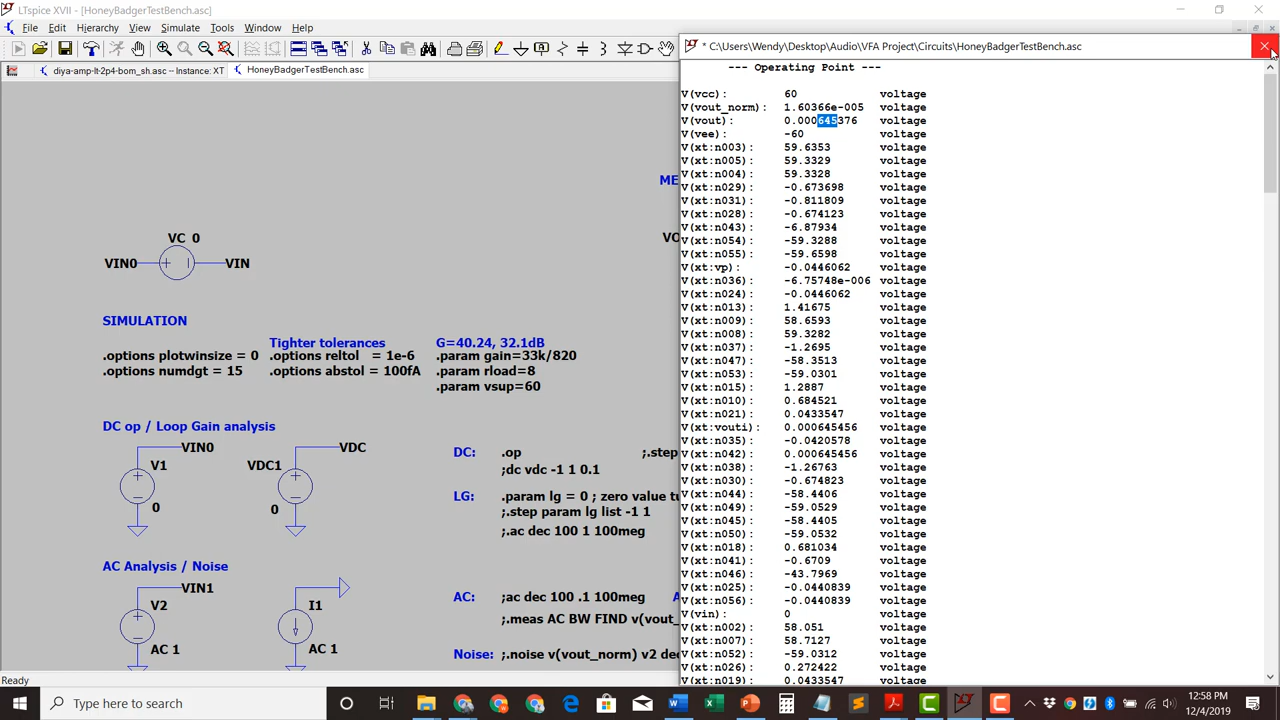 LTspice XVII - [HoneyBadgerTestBench.asc]
File Edit Hierarchy View Simulate Tools Window Help
diya-amp-lt2p4-bom_sh.asc -- Instance: XT HoneyBadgerTestBench.asc
* C:\Users\Wendy\Desktop\Audio\VFA Project\Circuits\HoneyBadgerTestBench.asc
--- Operating Point ---
V(vcc): 60 voltage
V(vout_norm): 1.60366e-005 voltage
V(vout): 0.000645376 voltage
V(vee): -60 voltage
V(xt:n003): 59.6353 voltage
V(xt:n005): 59.3329 voltage
V(xt:n004): 59.3328 voltage
V(xt:n029): -0.673698 voltage
V(xt:n031): -0.811809 voltage
V(xt:n028): -0.674123 voltage
V(xt:n043): -6.87934 voltage
V(xt:n054): -59.3288 voltage
V(xt:n055): -59.6598 voltage
V(xt:vp): -0.0446062 voltage
V(xt:n036): -6.75748e-006 voltage
V(xt:n024): -0.0446062 voltage
V(xt:n013): 1.41675 voltage
V(xt:n009): 58.6593 voltage
V(xt:n008): 59.3282 voltage
V(xt:n037): -1.2695 voltage
V(xt:n047): -58.3513 voltage
V(xt:n053): -59.0301 voltage
V(xt:n015): 1.2887 voltage
V(xt:n010): 0.684521 voltage
V(xt:n021): 0.0433547 voltage
V(xt:vouti): 0.000645456 voltage
V(xt:n035): -0.0420578 voltage
V(xt:n042): 0.000645456 voltage
V(xt:n038): -1.26763 voltage
V(xt:n030): -0.674823 voltage
V(xt:n044): -58.4406 voltage
V(xt:n049): -59.0529 voltage
V(xt:n045): -58.4405 voltage
V(xt:n050): -59.0532 voltage
V(xt:n018): 0.681034 voltage
V(xt:n041): -0.6709 voltage
V(xt:n046): -43.7969 voltage
V(xt:n025): -0.0440839 voltage
V(xt:n056): -0.0440839 voltage
V(vin): 0 voltage
V(xt:n002): 58.051 voltage
V(xt:n007): 58.7127 voltage
V(xt:n052): -59.0312 voltage
V(xt:n026): 0.272422 voltage
V(xt:n019): 0.0433547 voltage
ME
VC 0
VO
VIN0 VIN
SIMULATION
Tighter tolerances G=40.24, 32.1dB
.options plotwinsize = 0 .options reltol = 1e-6 .param gain=33k/820
.options numdgt = 15 .options abstol = 100fA .param rload=8
.param vsup=60
DC op / Loop Gain analysis
VIN0 VDC
DC: .op ;.step
V1 VDC1
;dc vdc -1 1 0.1
LG: .param lg = 0 ; zero value tu
0 0
;.step param lg list -1 1
;.ac dec 100 1 100meg
AC Analysis / Noise
VIN1
AC: ;ac dec 100 .1 100meg
V2 I1
;.meas AC BW FIND v(vout_
AC 1 AC 1
Noise: ;.noise v(vout_norm) v2 dec
Ready
Type here to search
12:58 PM
12/4/2019